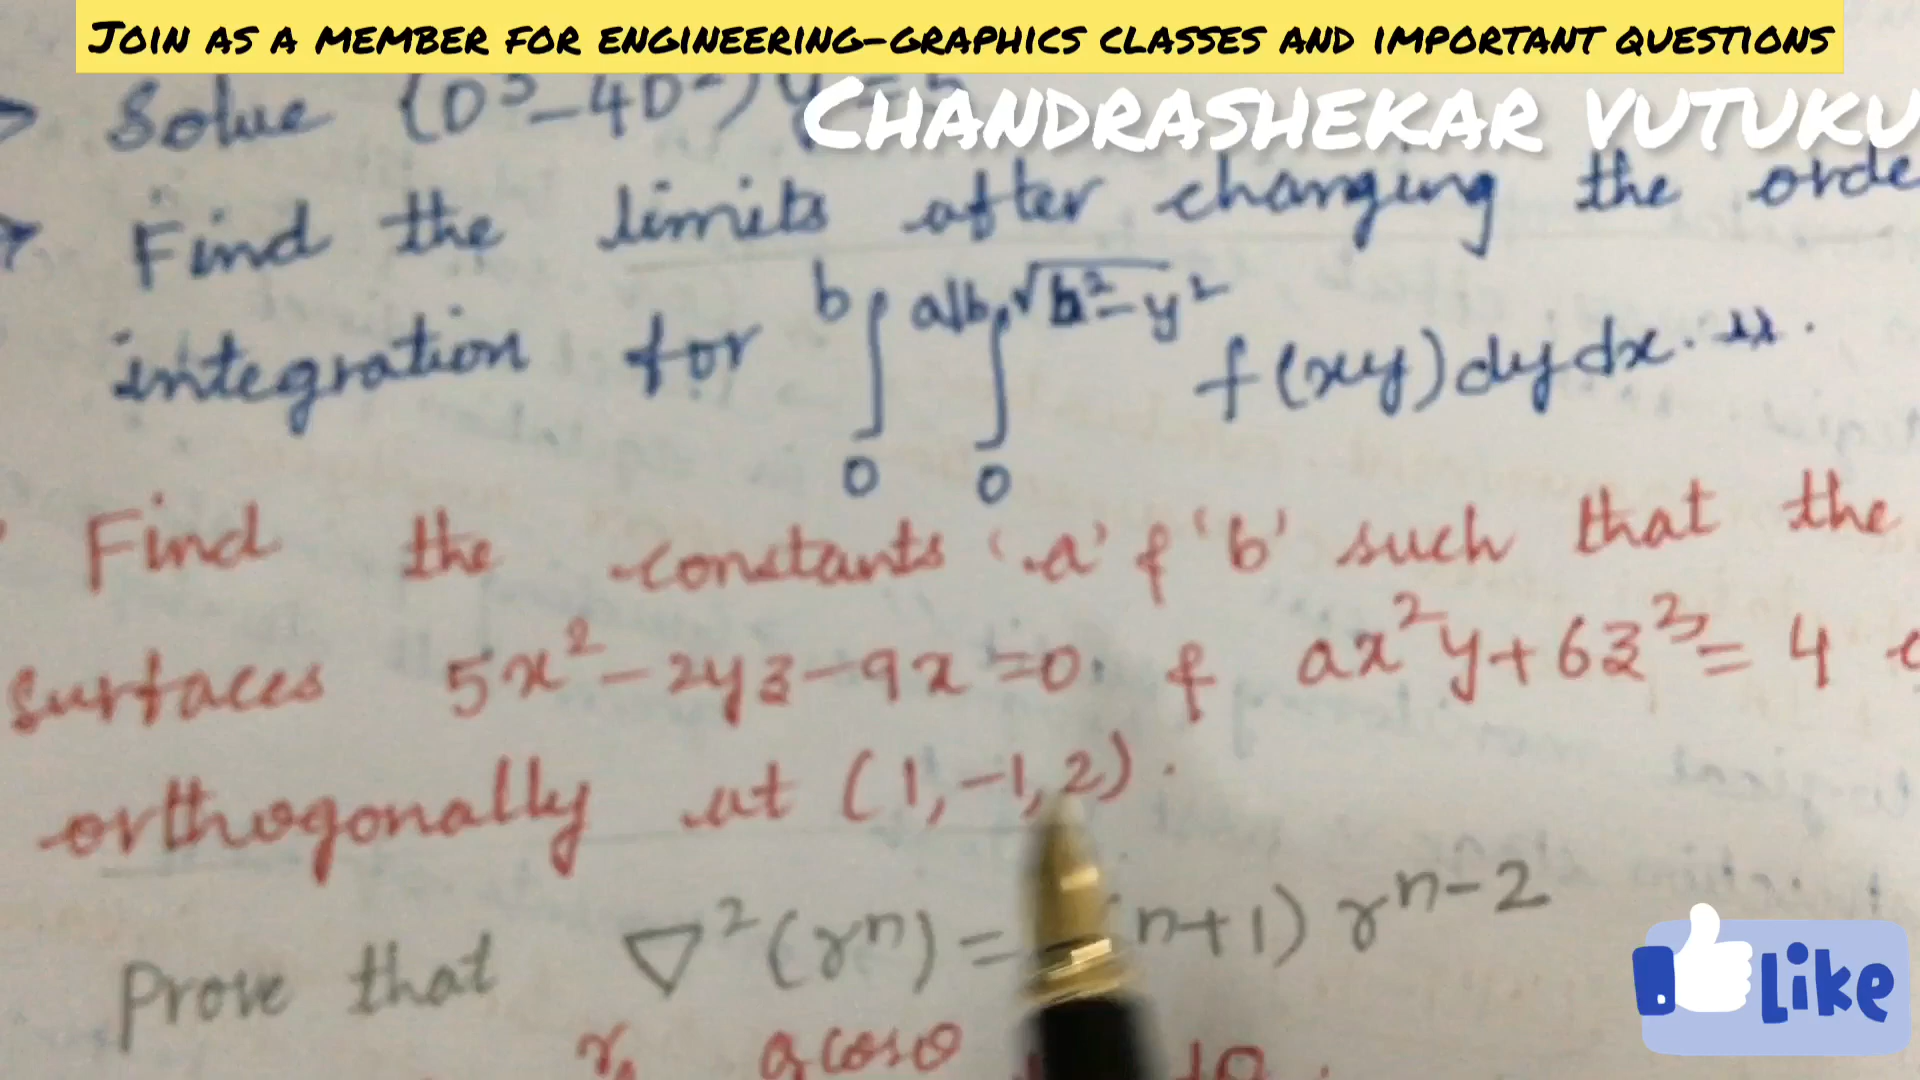 JOIN AS A MEMBER FOR ENGINEERING-GRAPHICS CLASSES AND IMPORTANT QUESTIONS
CHANDRASHEKAR VUTUKU
Solve (D³-4D²)y = 5
Find the limits after changing the orde
integration for ∫₀ᵇ ∫₀^(a/b √(b²-y²)) f(xy) dy dx.
Find the constants 'a' & 'b' such that the
surfaces 5x²-2yz-9x=0 & ax²y+bz³=4
orthogonally at (1,-1,2).
Prove that ∇²(rⁿ) = (n+1) rⁿ⁻²
a cosθ
Like